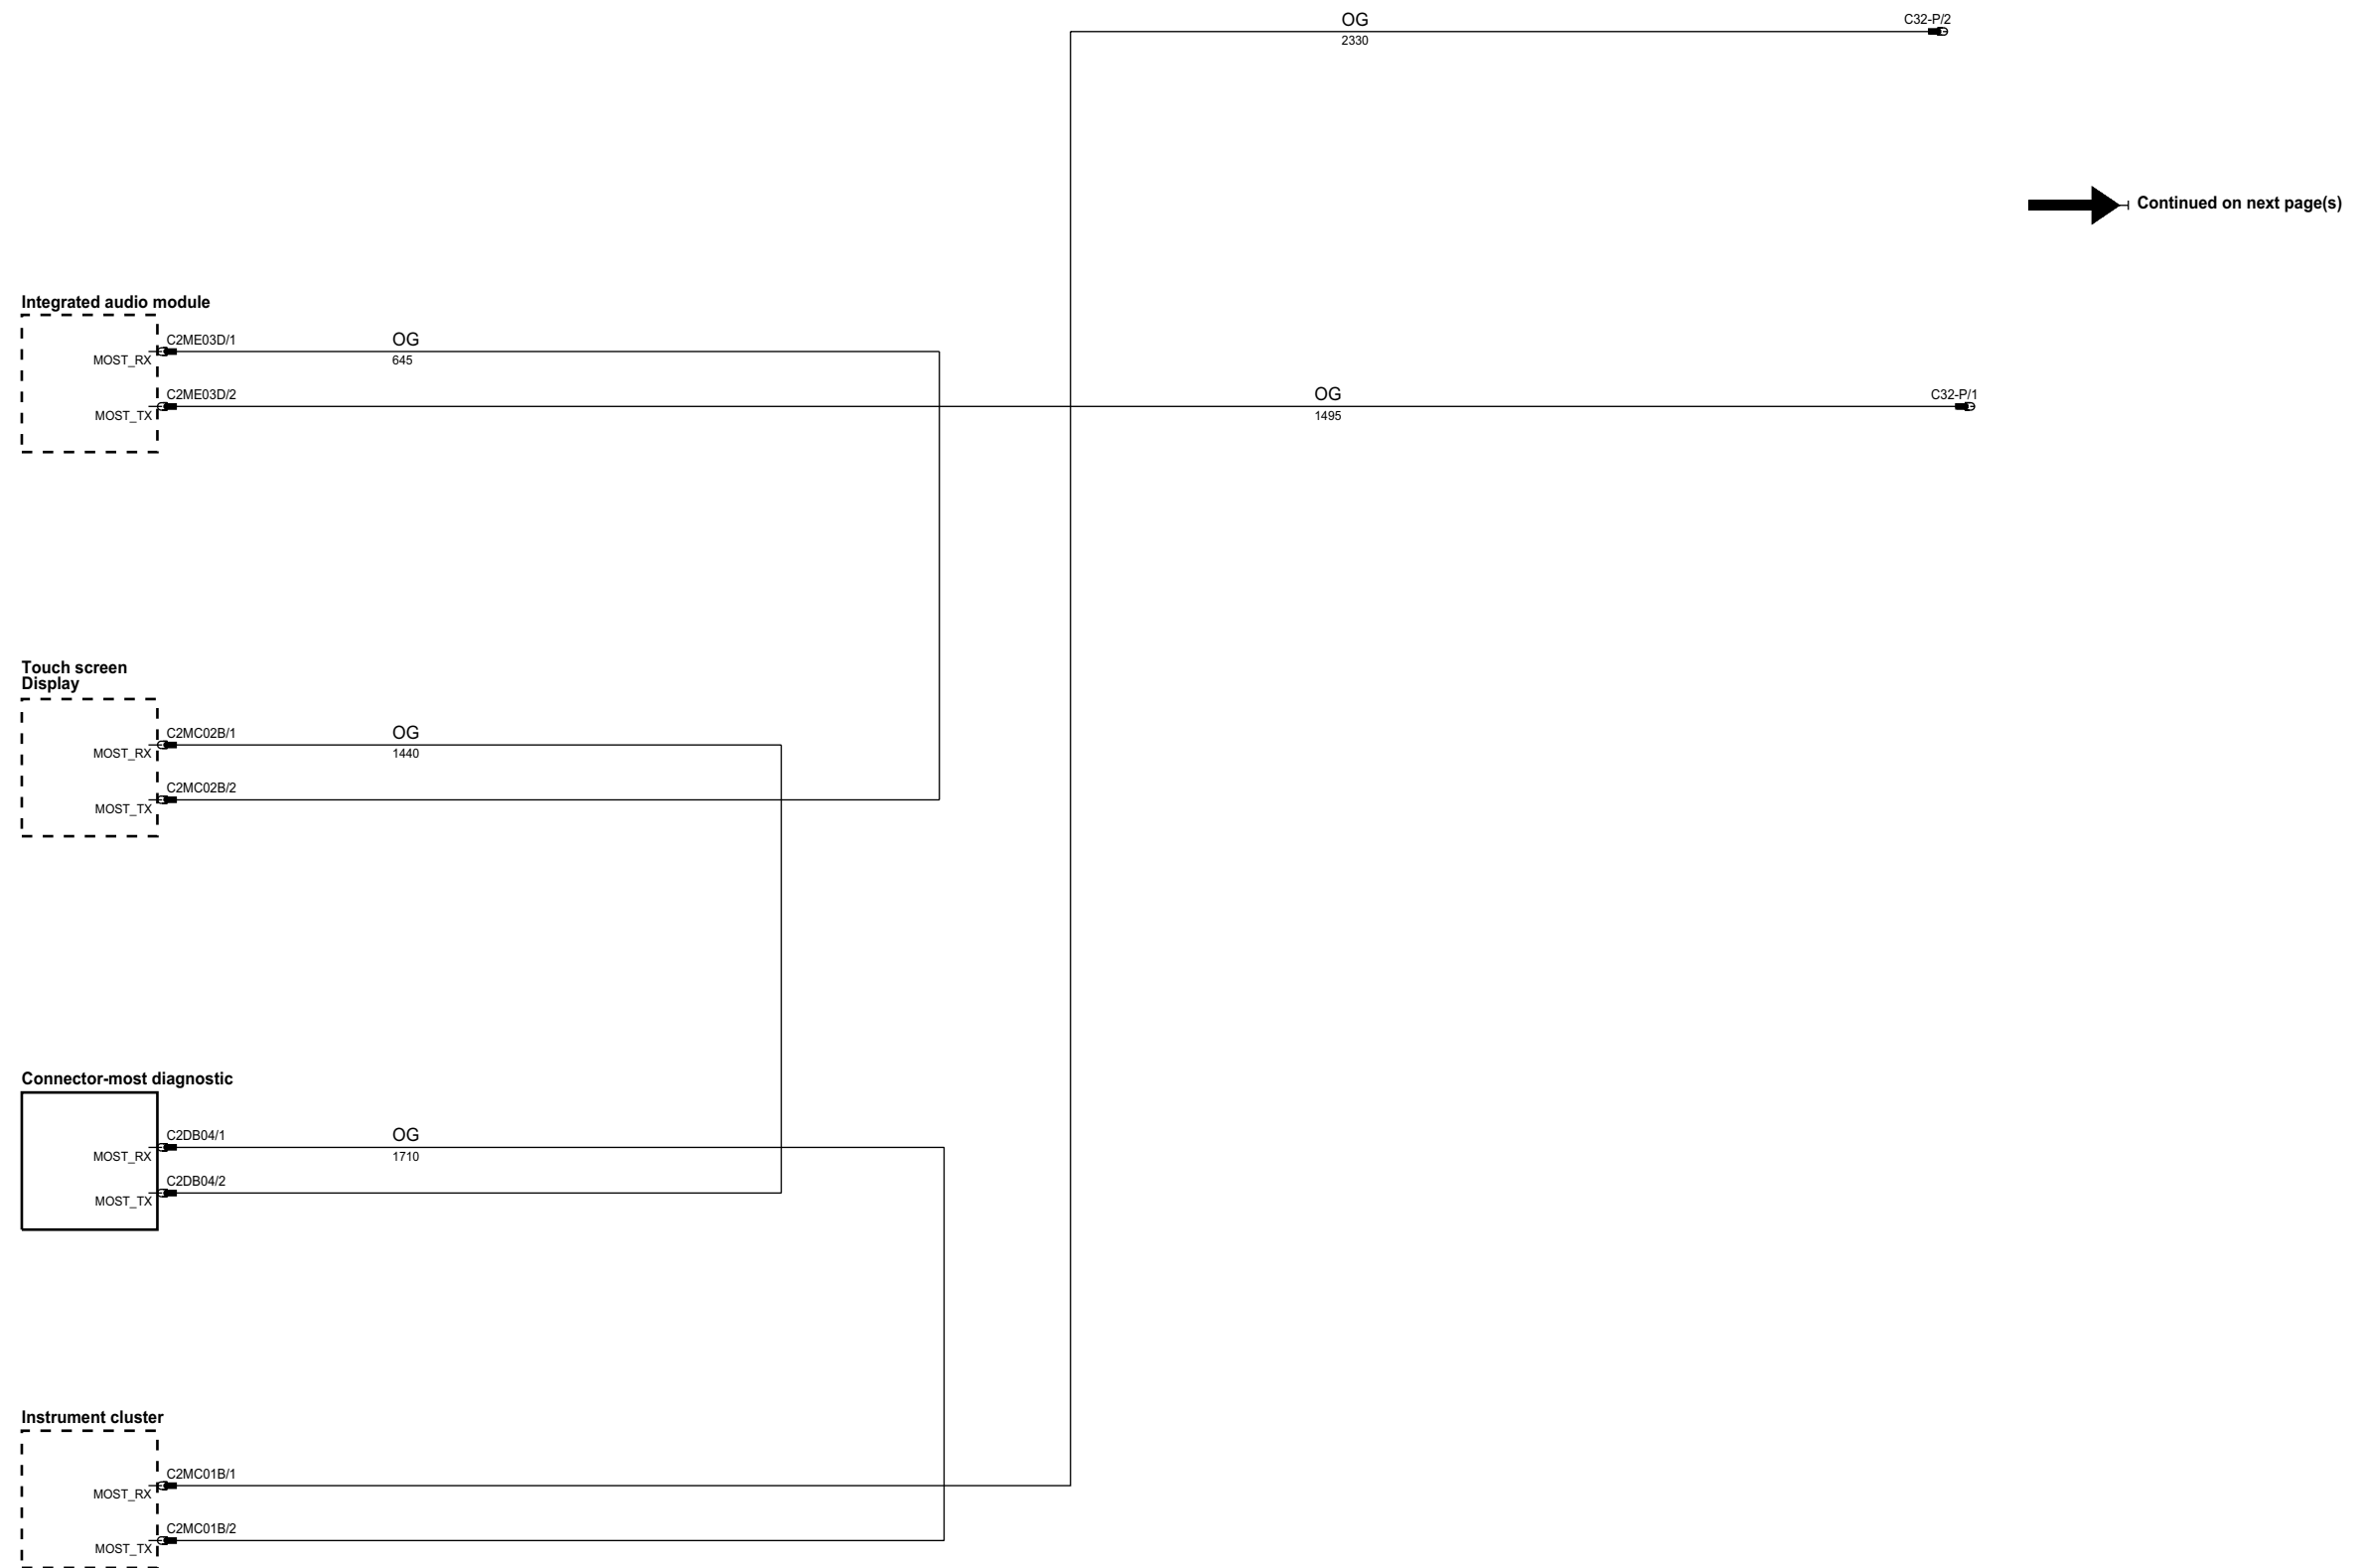 OG
C32-P/2
2330
Continued on next page(s)
Integrated audio module
C2ME03D/1
OG
MOST_RX
645
C2ME03D/2
OG
C32-P/1
MOST_TX
1495
Touch screen
Display
C2MC02B/1
OG
MOST_RX
1440
C2MC02B/2
MOST_TX
Connector-most diagnostic
C2DB04/1
OG
MOST_RX
1710
C2DB04/2
MOST_TX
Instrument cluster
C2MC01B/1
MOST_RX
C2MC01B/2
MOST_TX